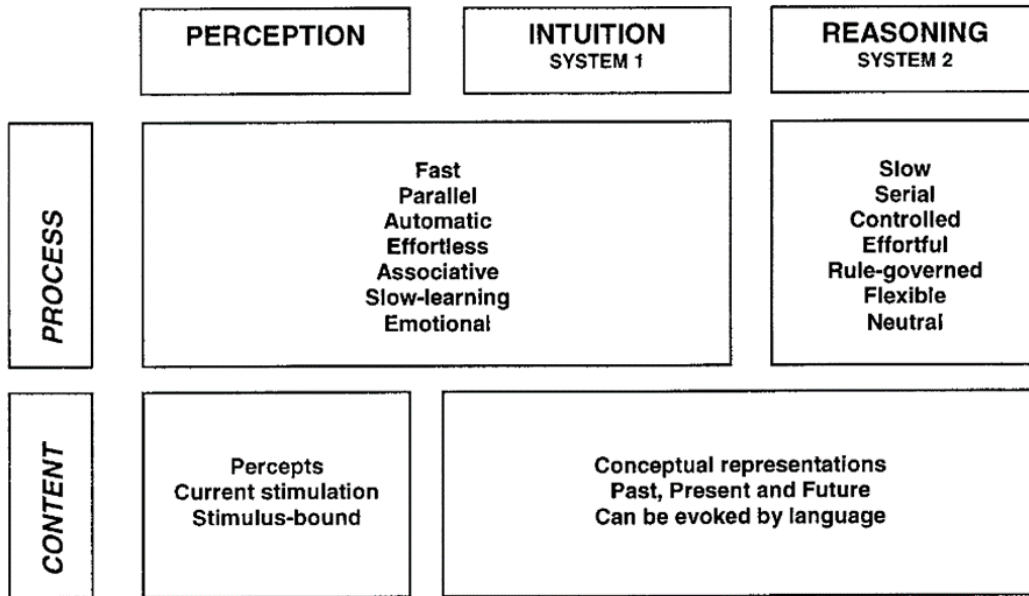 PERCEPTION
INTUITION
SYSTEM 1
REASONING
SYSTEM 2
PROCESS
Fast
Parallel
Automatic
Effortless
Associative
Slow-learning
Emotional
Slow
Serial
Controlled
Effortful
Rule-governed
Flexible
Neutral
CONTENT
Percepts
Current stimulation
Stimulus-bound
Conceptual representations
Past, Present and Future
Can be evoked by language